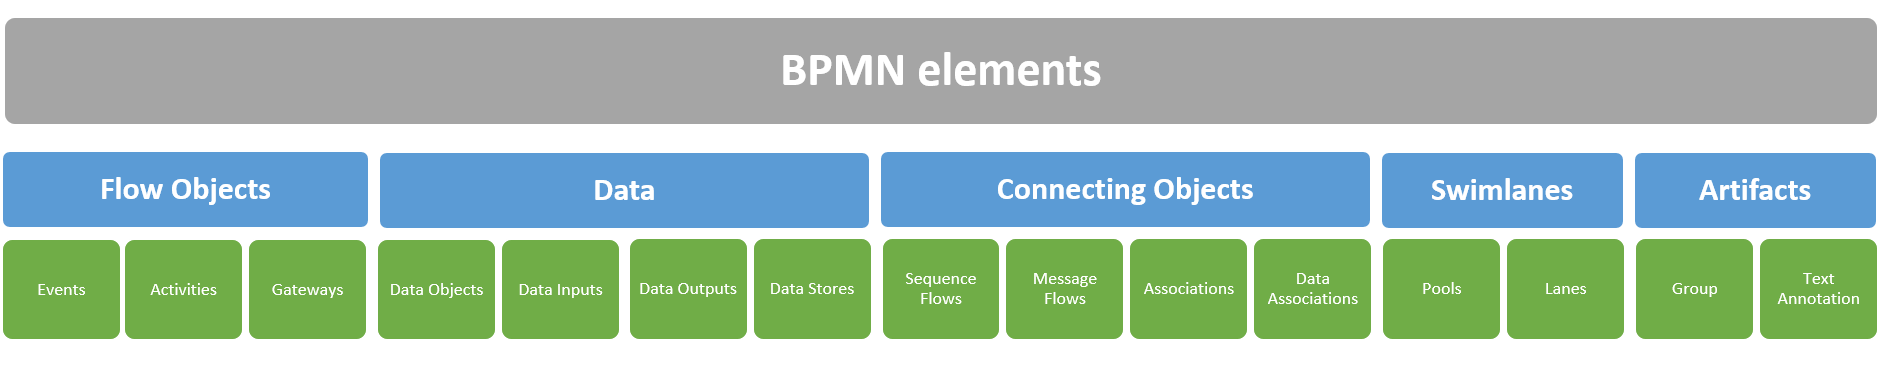 BPMN elements
Flow Objects
Data
Connecting Objects
Swimlanes
Artifacts
Events
Activities
Gateways
Data Objects
Data Inputs
Data Outputs
Data Stores
Sequence
Flows
Message
Flows
Associations
Data
Associations
Pools
Lanes
Group
Text
Annotation